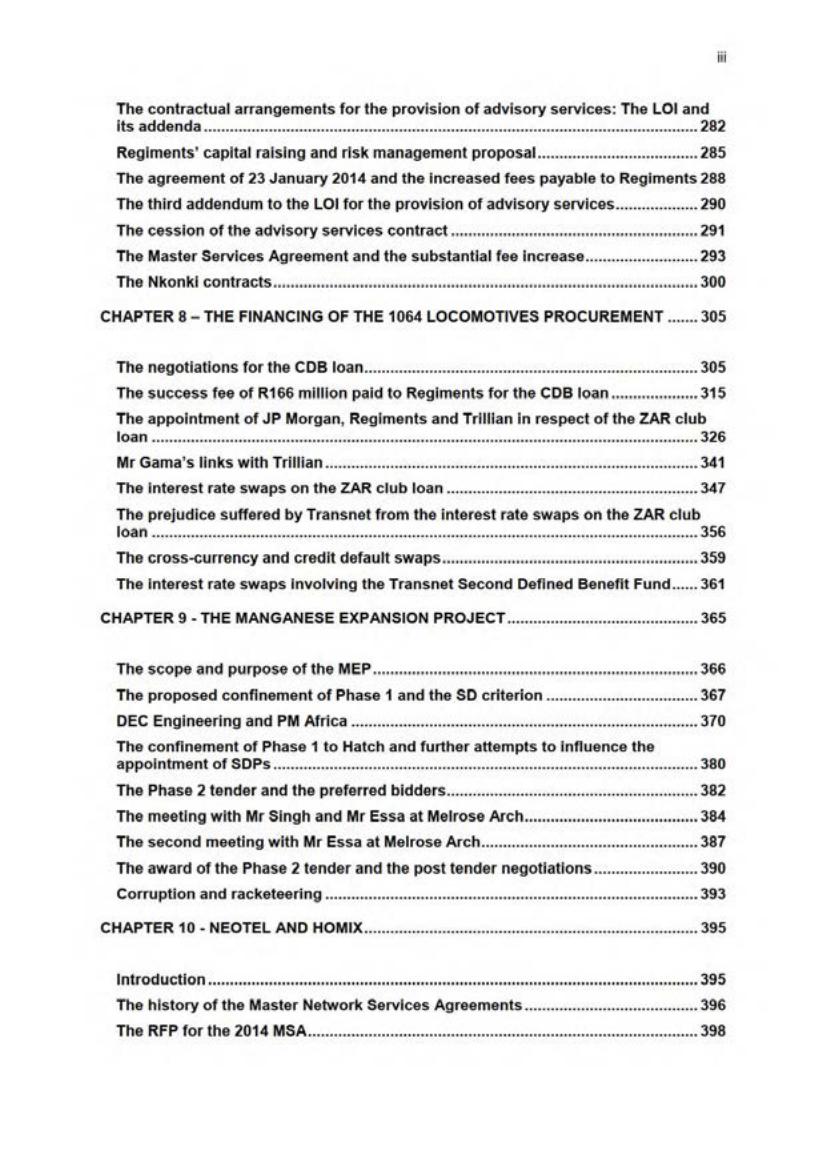 iii
The contractual arrangements for the provision of advisory services: The LOI and
its addenda ........................................................................ 282
Regiments' capital raising and risk management proposal..................................... 285
The agreement of 23 January 2014 and the increased fees payable to Regiments 288
The third addendum to the LOI for the provision of advisory services................... 290
The cession of the advisory services contract ......................................................... 291
The Master Services Agreement and the substantial fee increase.......................... 293
The Nkonki contracts.................................................................................................. 300
CHAPTER 8 – THE FINANCING OF THE 1064 LOCOMOTIVES PROCUREMENT ....... 305
The negotiations for the CDB loan............................................................................. 305
The success fee of R166 million paid to Regiments for the CDB loan .................... 315
The appointment of JP Morgan, Regiments and Trillian in respect of the ZAR club
loan .............................................................................................................................. 326
Mr Gama's links with Trillian ...................................................................................... 341
The interest rate swaps on the ZAR club loan .......................................................... 347
The prejudice suffered by Transnet from the interest rate swaps on the ZAR club
loan .............................................................................................................................. 356
The cross-currency and credit default swaps........................................................... 359
The interest rate swaps involving the Transnet Second Defined Benefit Fund...... 361
CHAPTER 9 - THE MANGANESE EXPANSION PROJECT............................................ 365
The scope and purpose of the MEP........................................................................... 366
The proposed confinement of Phase 1 and the SD criterion ................................... 367
DEC Engineering and PM Africa ................................................................................ 370
The confinement of Phase 1 to Hatch and further attempts to influence the
appointment of SDPs .................................................................................................. 380
The Phase 2 tender and the preferred bidders.......................................................... 382
The meeting with Mr Singh and Mr Essa at Melrose Arch........................................ 384
The second meeting with Mr Essa at Melrose Arch.................................................. 387
The award of the Phase 2 tender and the post tender negotiations ........................ 390
Corruption and racketeering ...................................................................................... 393
CHAPTER 10 - NEOTEL AND HOMIX............................................................................. 395
Introduction ................................................................................................................. 395
The history of the Master Network Services Agreements ........................................ 396
The RFP for the 2014 MSA.......................................................................................... 398